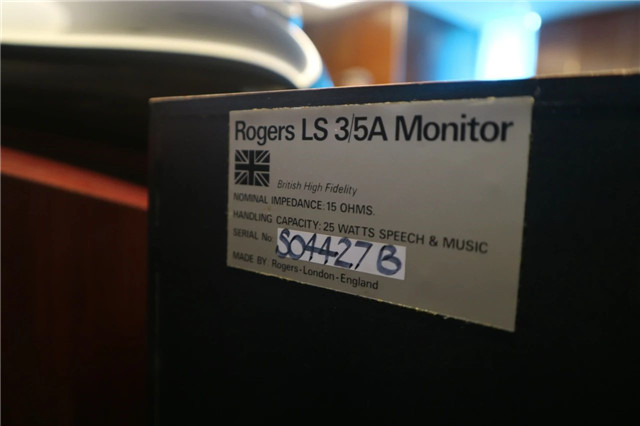 Rogers LS 3/5A Monitor
British High Fidelity
NOMINAL IMPEDANCE: 15 OHMS.
HANDLING CAPACITY: 25 WATTS SPEECH & MUSIC
SERIAL No S04427B
MADE BY: Rogers - London - England